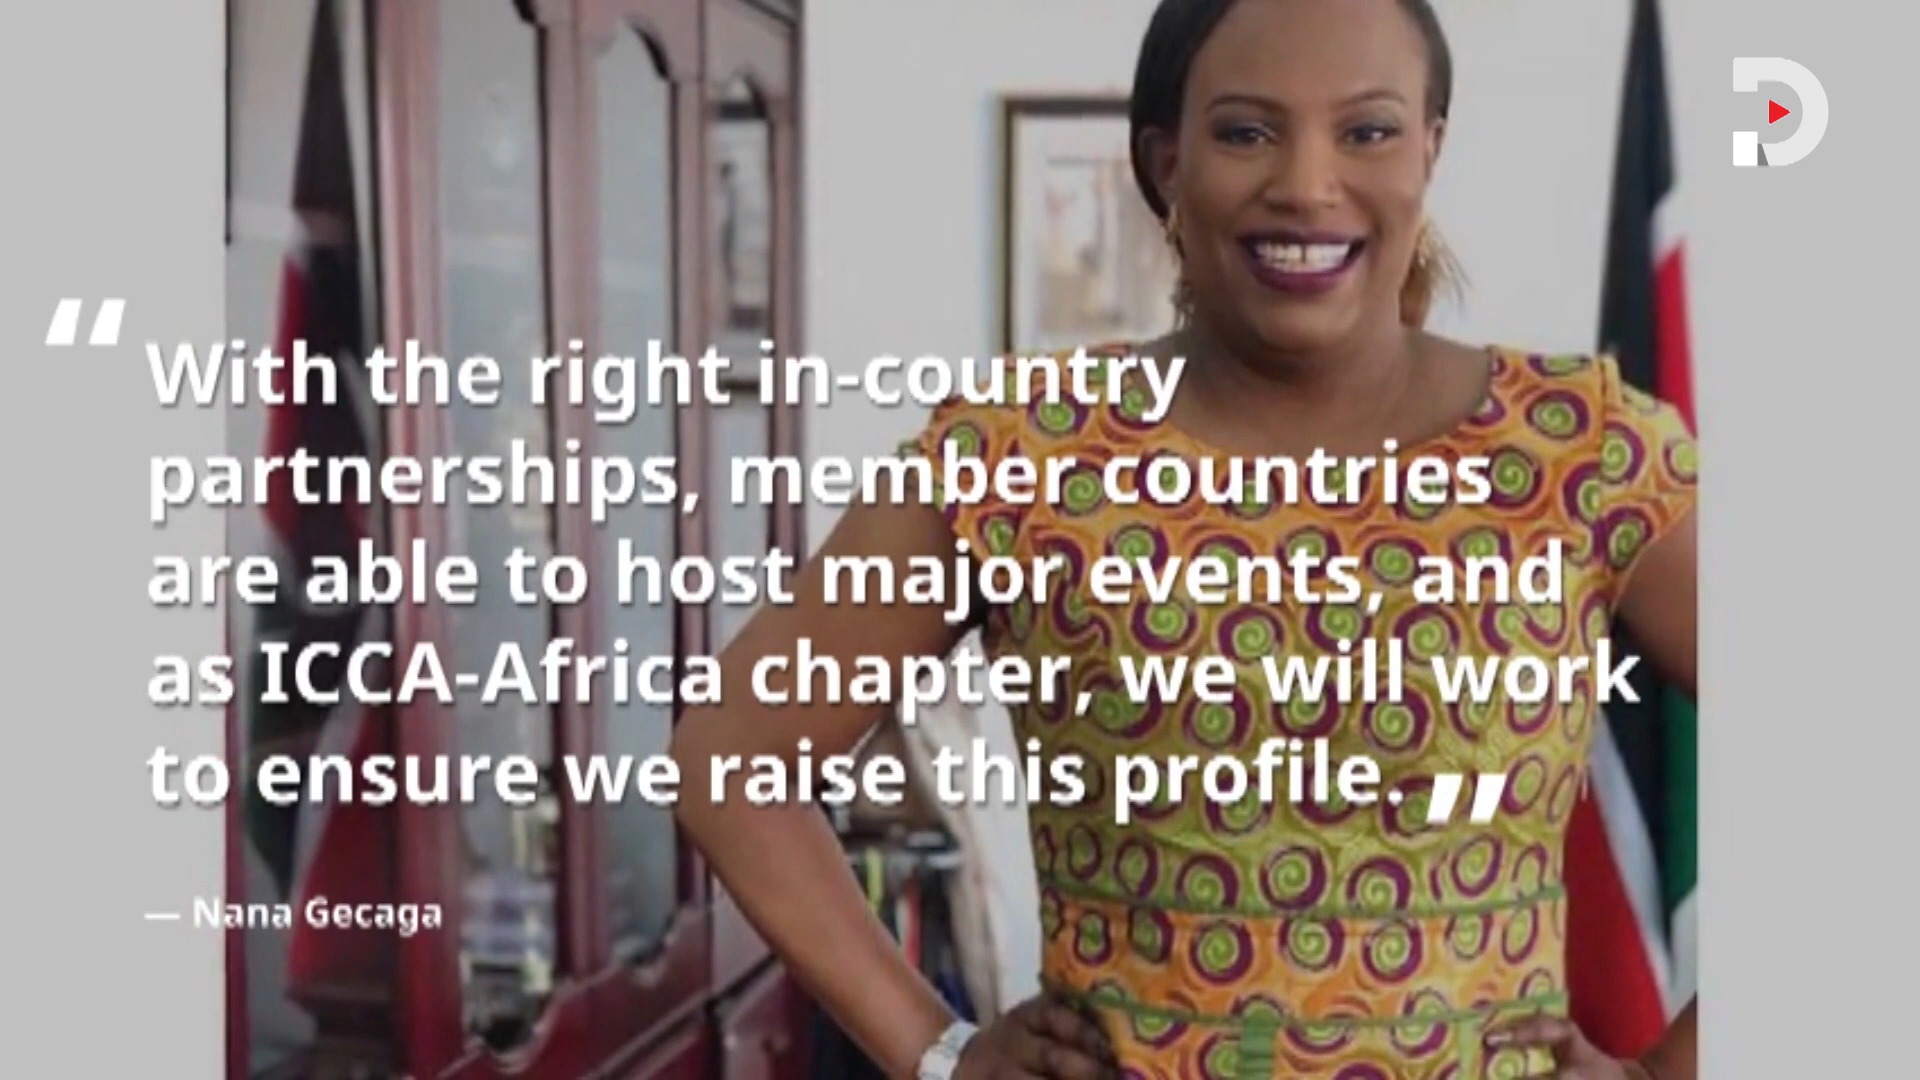 “ With the right in-country
partnerships, member countries
are able to host major events, and
as ICCA-Africa chapter, we will work
to ensure we raise this profile. ”
— Nana Gecaga